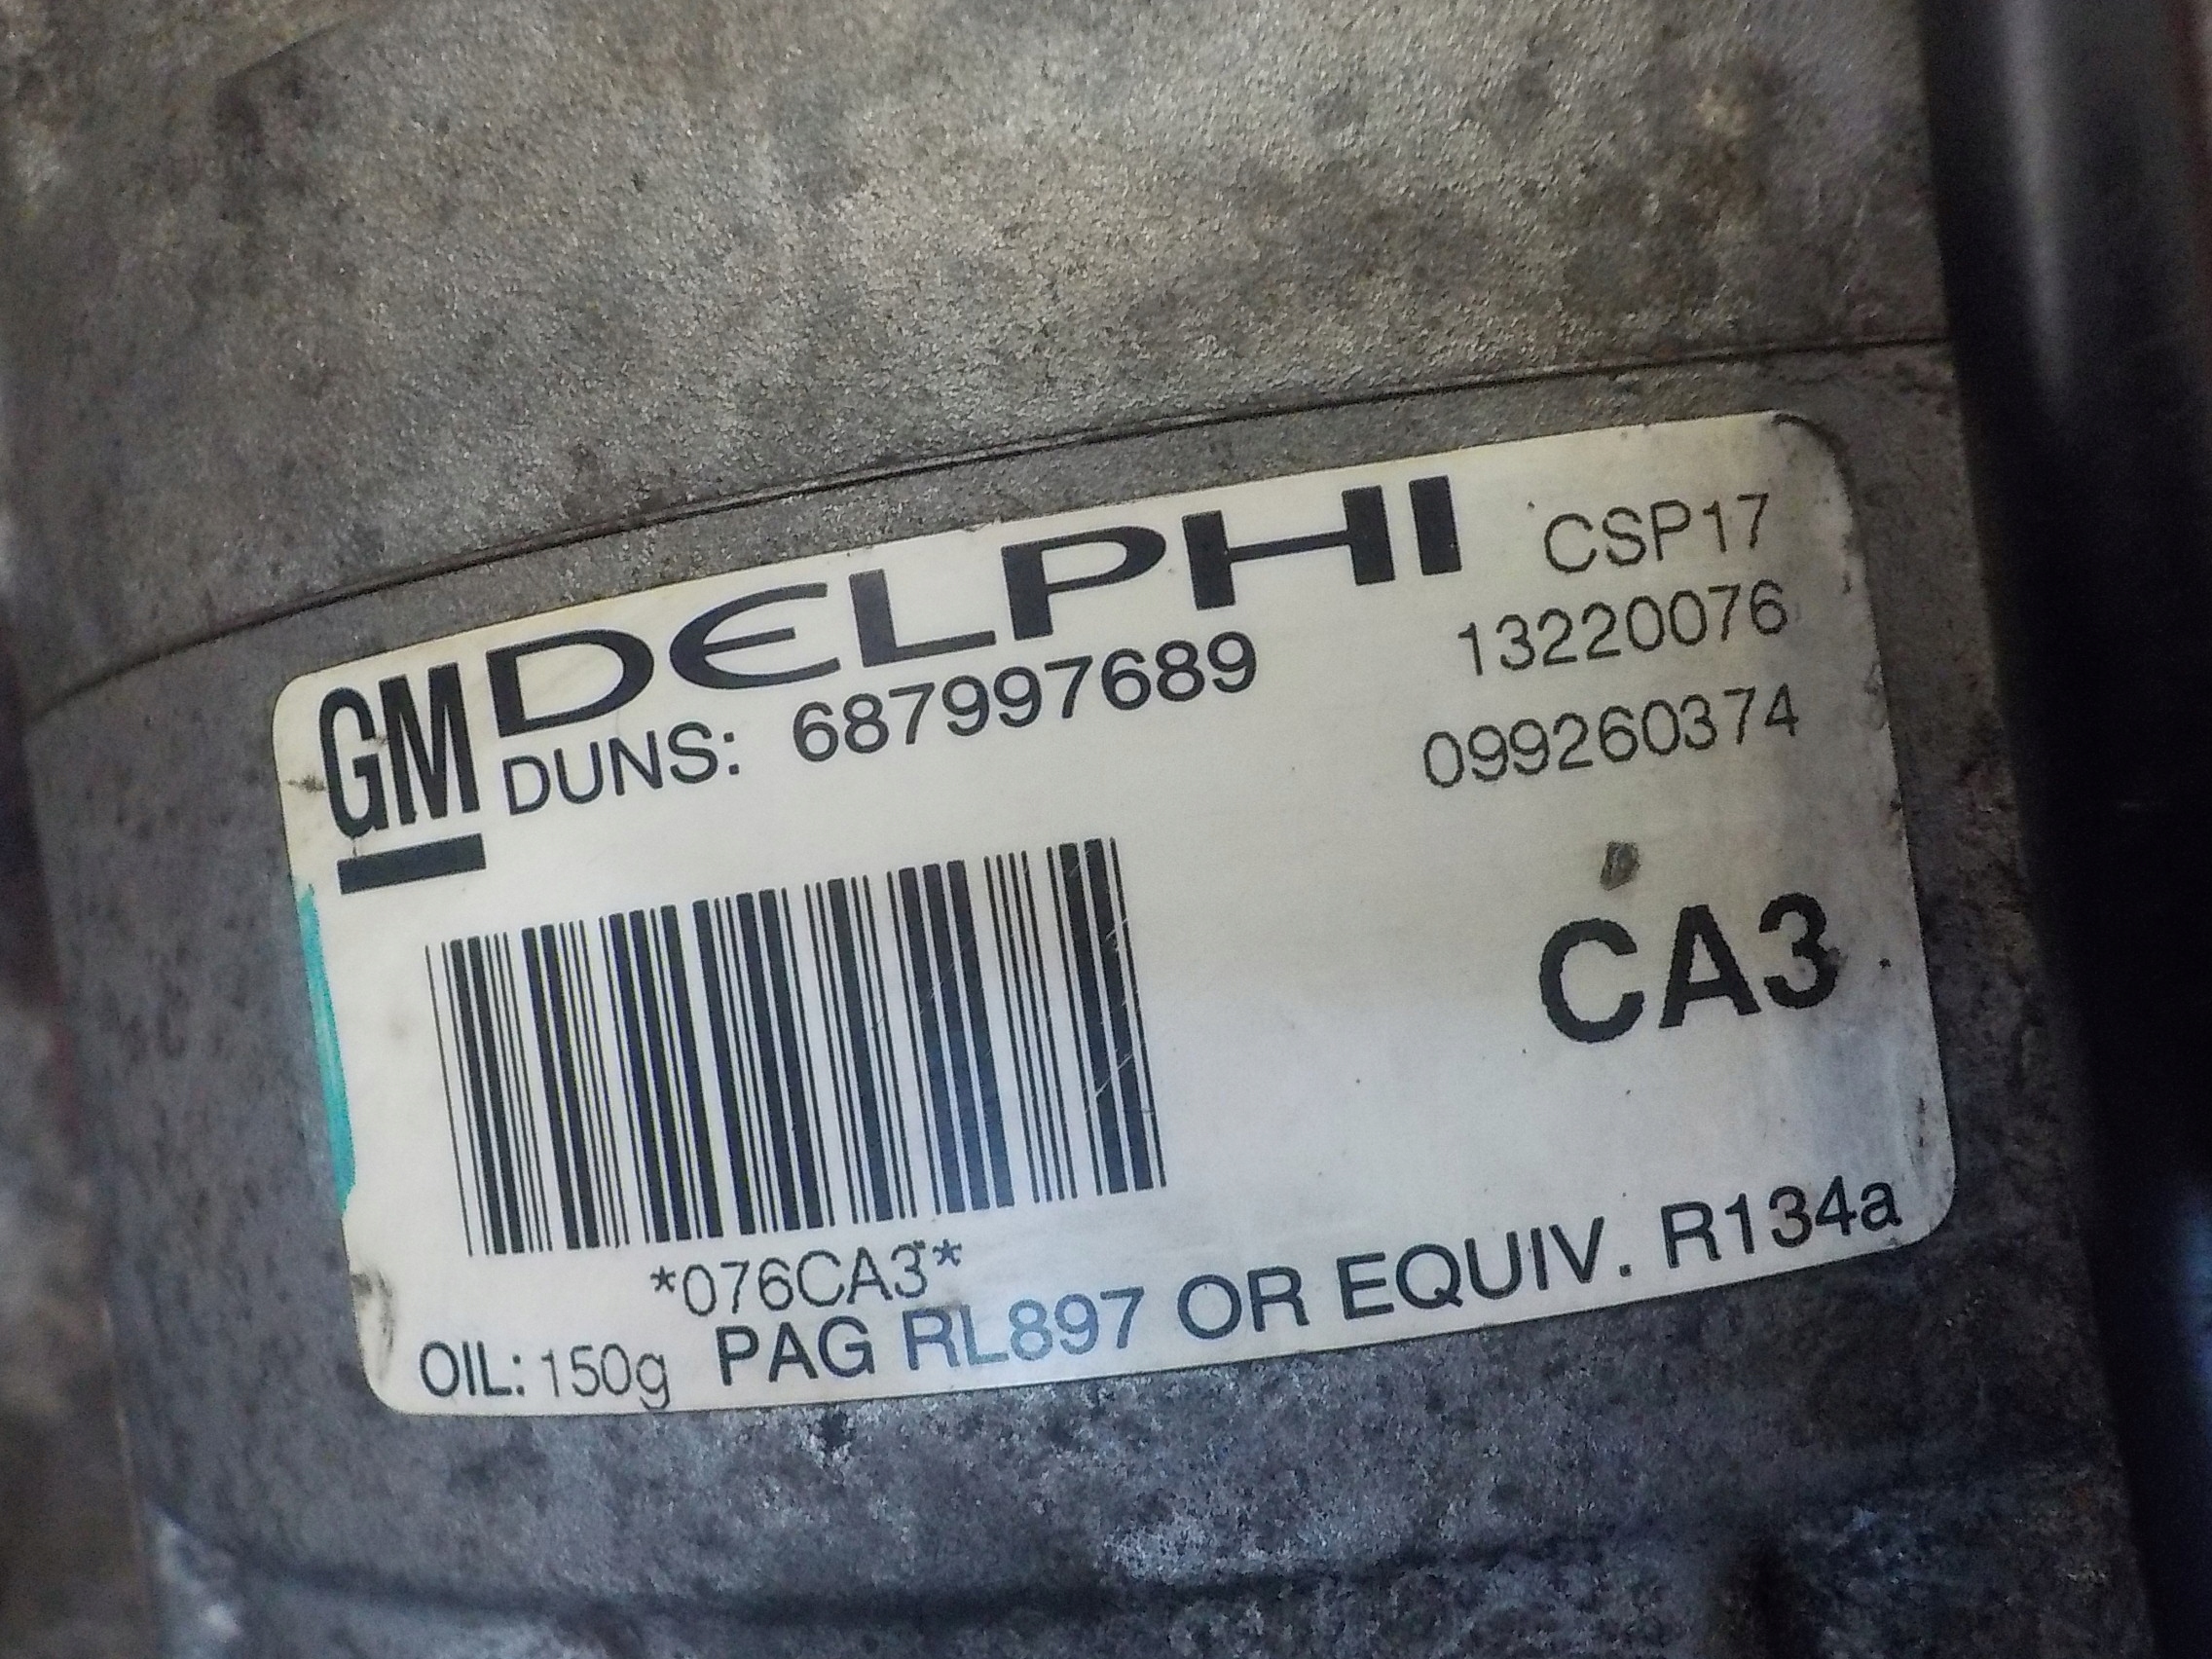 GM DELPHI CSP17
DUNS: 687997689 13220076
099260374
CA3
*076CA3*
OIL: 150g PAG RL897 OR EQUIV. R134a